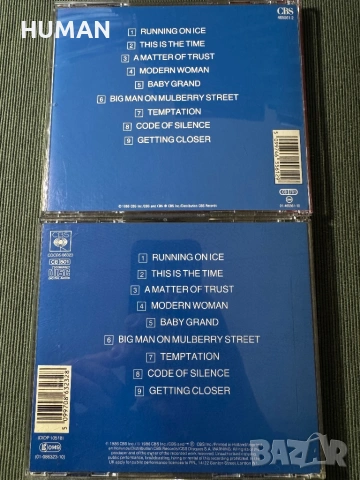 HUMAN
CBS
1 RUNNING ON ICE
2 THIS IS THE TIME
3 A MATTER OF TRUST
4 MODERN WOMAN
5 BABY GRAND
6 BIG MAN ON MULBERRY STREET
7 TEMPTATION
8 CODE OF SILENCE
9 GETTING CLOSER
CBS
1 RUNNING ON ICE
2 THIS IS THE TIME
3 A MATTER OF TRUST
4 MODERN WOMAN
5 BABY GRAND
6 BIG MAN ON MULBERRY STREET
7 TEMPTATION
8 CODE OF SILENCE
9 GETTING CLOSER
BAZAR